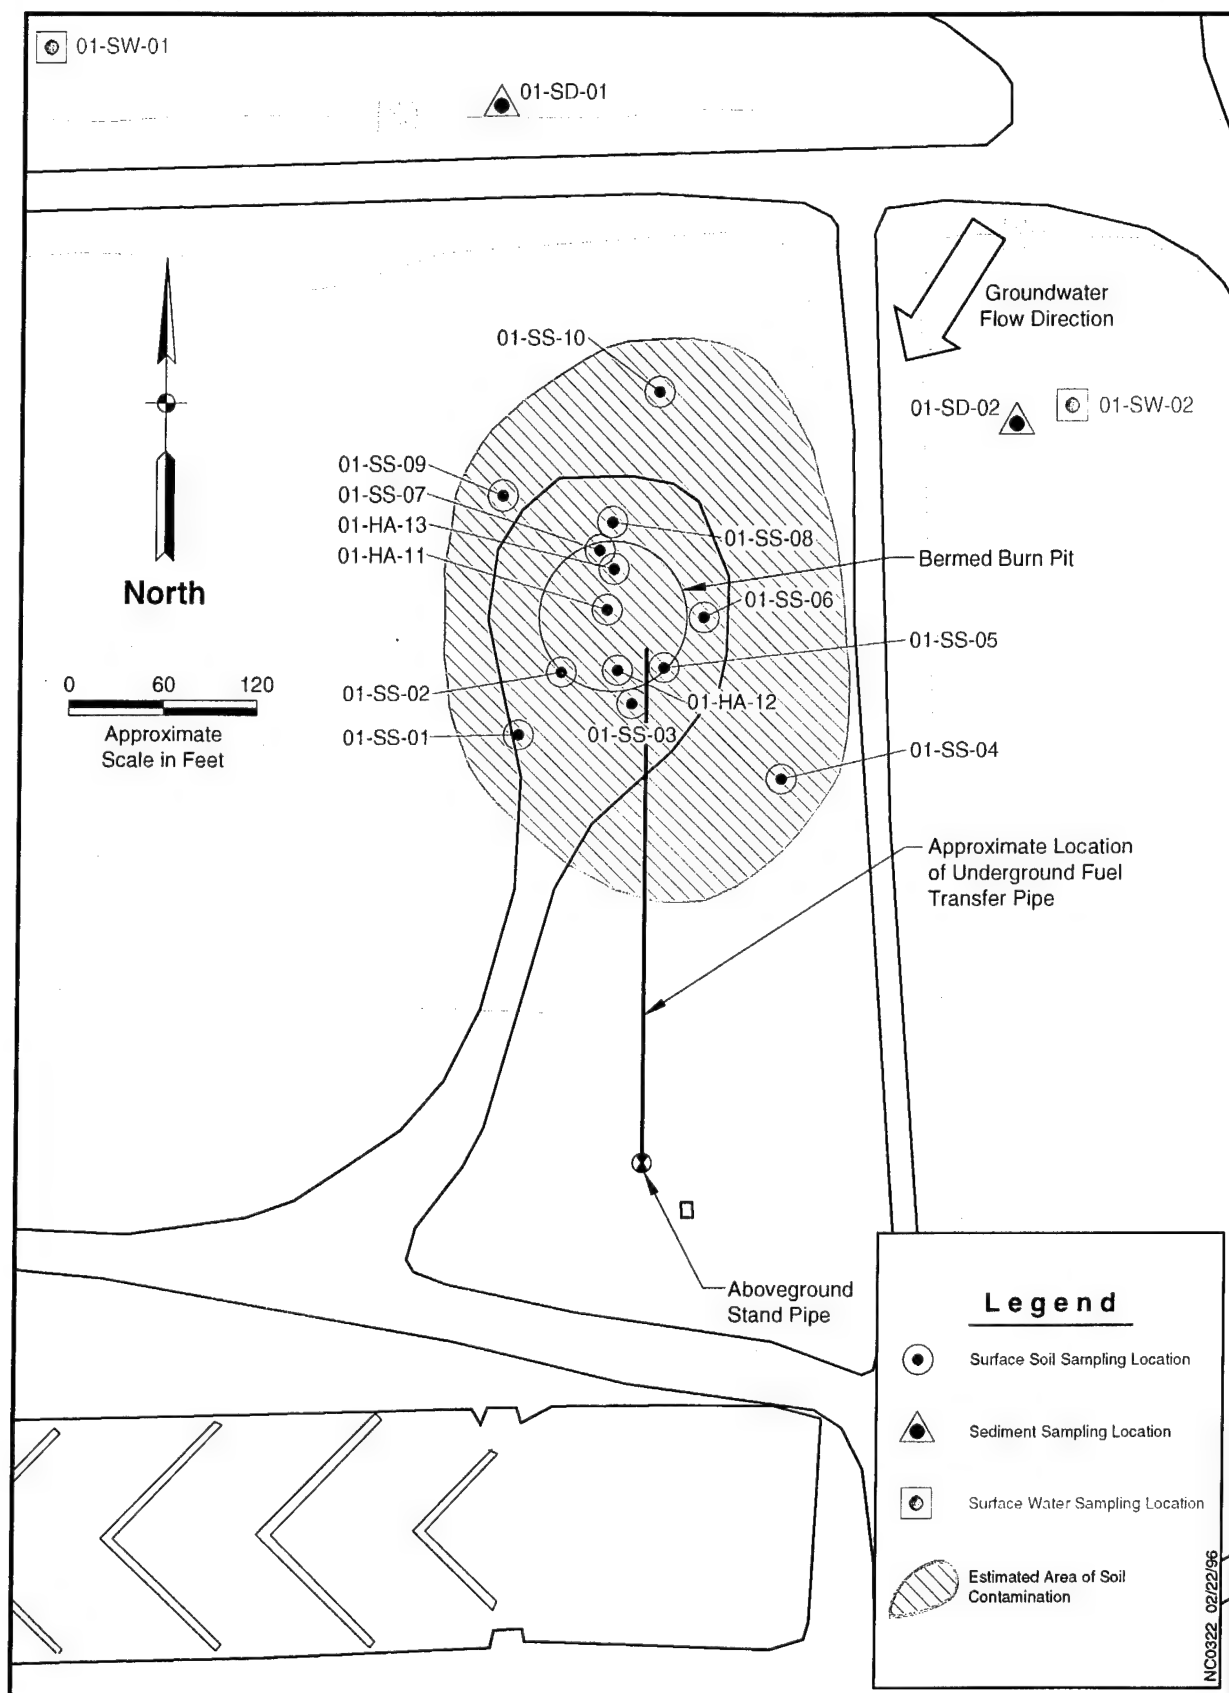 01-SW-01
01-SD-01
Groundwater
Flow Direction
01-SS-10
01-SD-02
01-SW-02
01-SS-09
01-SS-07
01-HA-13
01-HA-11
01-SS-08
Bermed Burn Pit
North
01-SS-06
01-SS-05
0 60 120
Approximate
Scale in Feet
01-SS-02
01-HA-12
01-SS-01
01-SS-03
01-SS-04
Approximate Location
of Underground Fuel
Transfer Pipe
Aboveground
Stand Pipe
Legend
Surface Soil Sampling Location
Sediment Sampling Location
Surface Water Sampling Location
Estimated Area of Soil
Contamination
NC0322 02/22/96